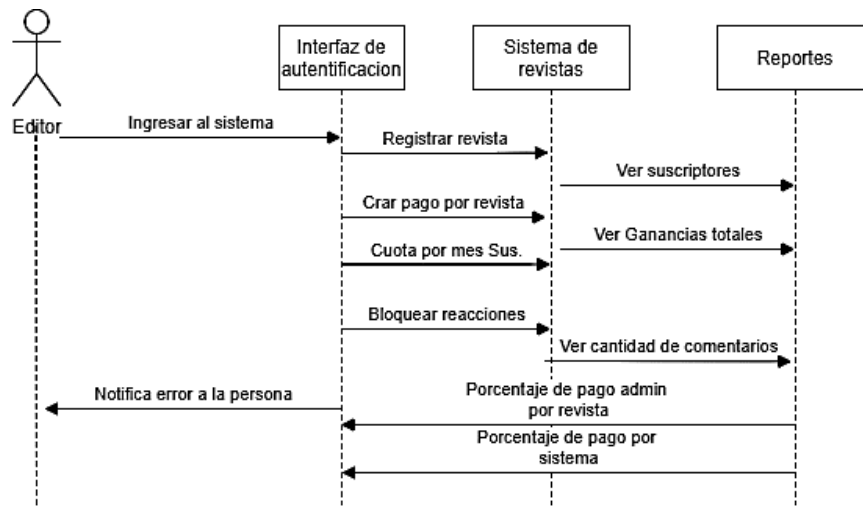 Interfaz de
autentificacion
Sistema de
revistas
Reportes
Editor
Ingresar al sistema
Registrar revista
Ver suscriptores
Crar pago por revista
Ver Ganancias totales
Cuota por mes Sus.
Bloquear reacciones
Ver cantidad de comentarios
Notifica error a la persona
Porcentaje de pago admin
por revista
Porcentaje de pago por
sistema